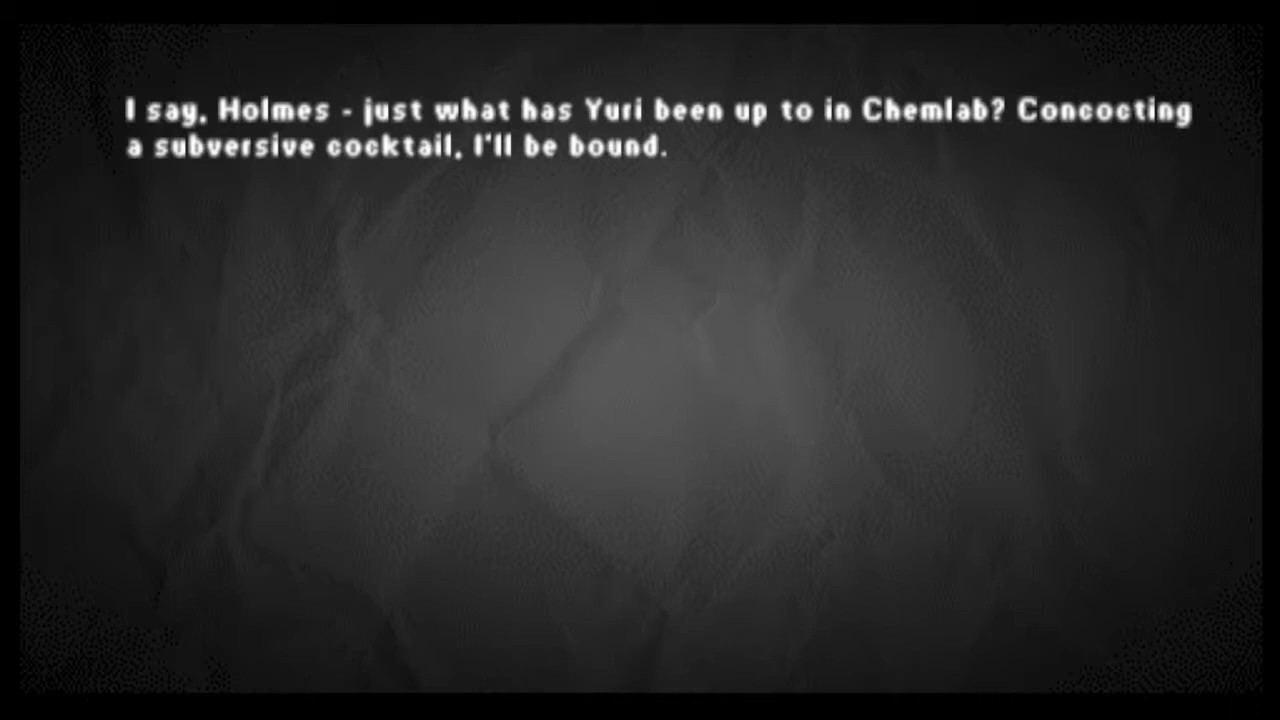 I say, Holmes - just what has Yuri been up to in Chemlab? Concocting
a subversive cocktail, I'll be bound.